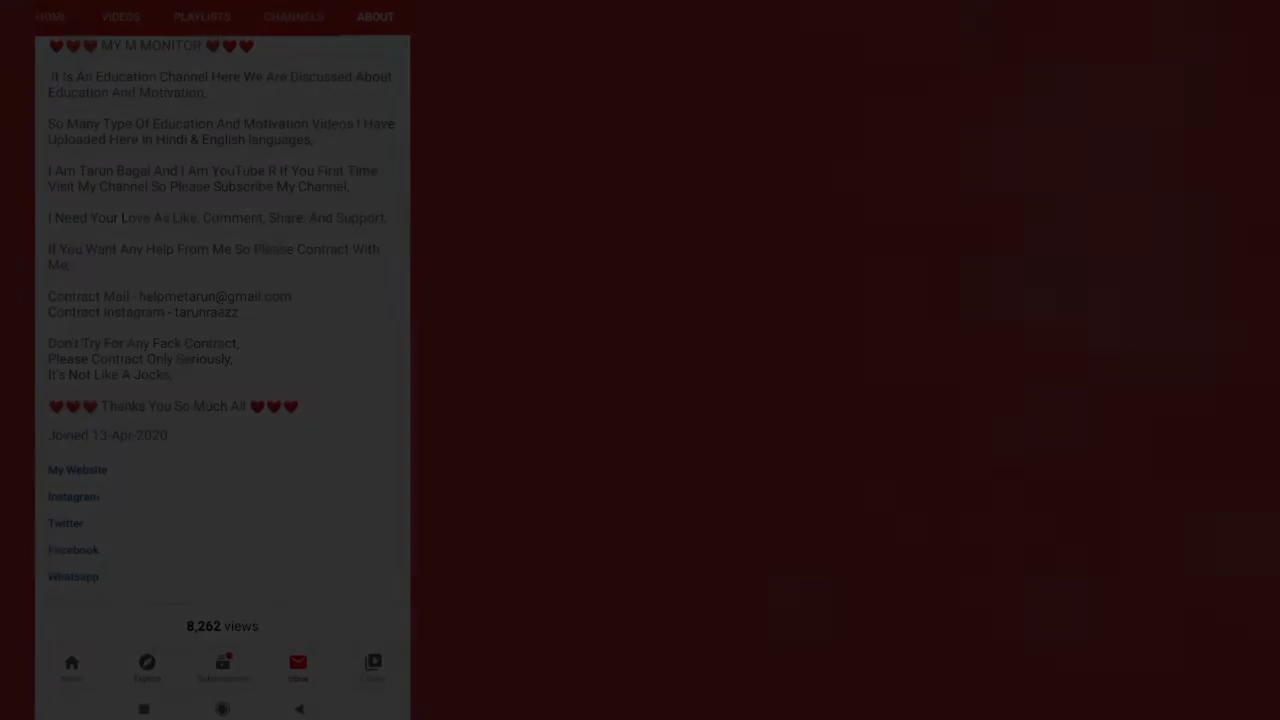 HOME VIDEOS PLAYLISTS CHANNELS ABOUT
❤️❤️❤️ MY M MONITOR ❤️❤️❤️
It Is An Education Channel Here We Are Discussed About
Education And Motivation,
So Many Type Of Education And Motivation Videos I Have
Uploaded Here In Hindi & English languages,
I Am Tarun Bagal And I Am YouTube R If You First Time
Visit My Channel So Please Subscribe My Channel,
I Need Your Love As Like, Comment, Share, And Support,
If You Want Any Help From Me So Please Contract With
Me,
Contract Mail - helpmetarun@gmail.com
Contract Instagram - tarunraazz
Don't Try For Any Fack Contract,
Please Contract Only Seriously,
It's Not Like A Jocks,
❤️❤️❤️ Thanks You So Much All ❤️❤️❤️
Joined 13-Apr-2020
My Website
Instagram
Twitter
Facebook
Whatsapp
8,262 views
Home Explore Subscriptions Inbox Library